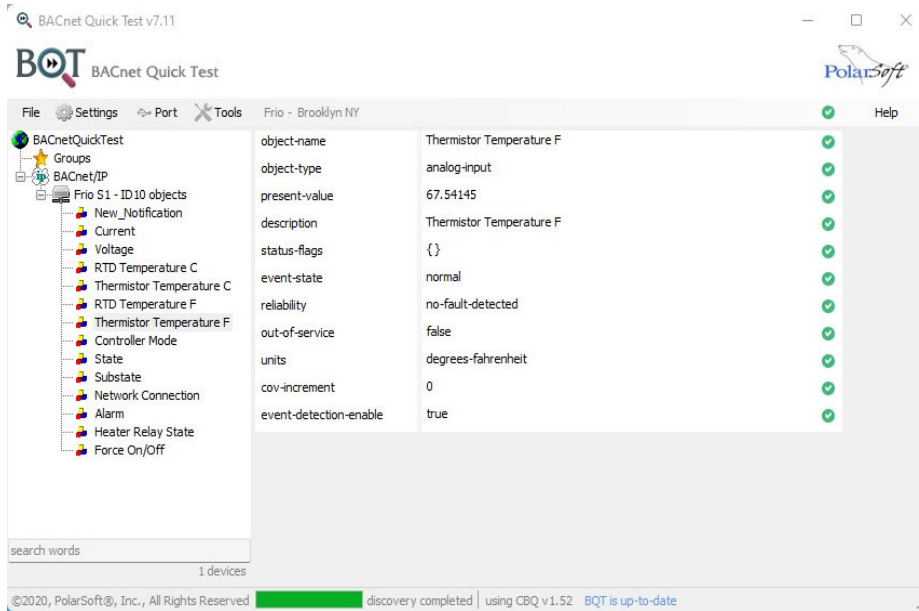 BACnet Quick Test v7.11
BQT BACnet Quick Test
PolarSoft®
File Settings Port Tools Frio - Brooklyn NY Help
BACnetQuickTest
Groups
BACnet/IP
Frio S1 - ID10 objects
New_Notification
Current
Voltage
RTD Temperature C
Thermistor Temperature C
RTD Temperature F
Thermistor Temperature F
Controller Mode
State
Substate
Network Connection
Alarm
Heater Relay State
Force On/Off
object-name Thermistor Temperature F
object-type analog-input
present-value 67.54145
description Thermistor Temperature F
status-flags {}
event-state normal
reliability no-fault-detected
out-of-service false
units degrees-fahrenheit
cov-increment 0
event-detection-enable true
search words
1 devices
©2020, PolarSoft®, Inc., All Rights Reserved discovery completed using CBQ v1.52 BQT is up-to-date